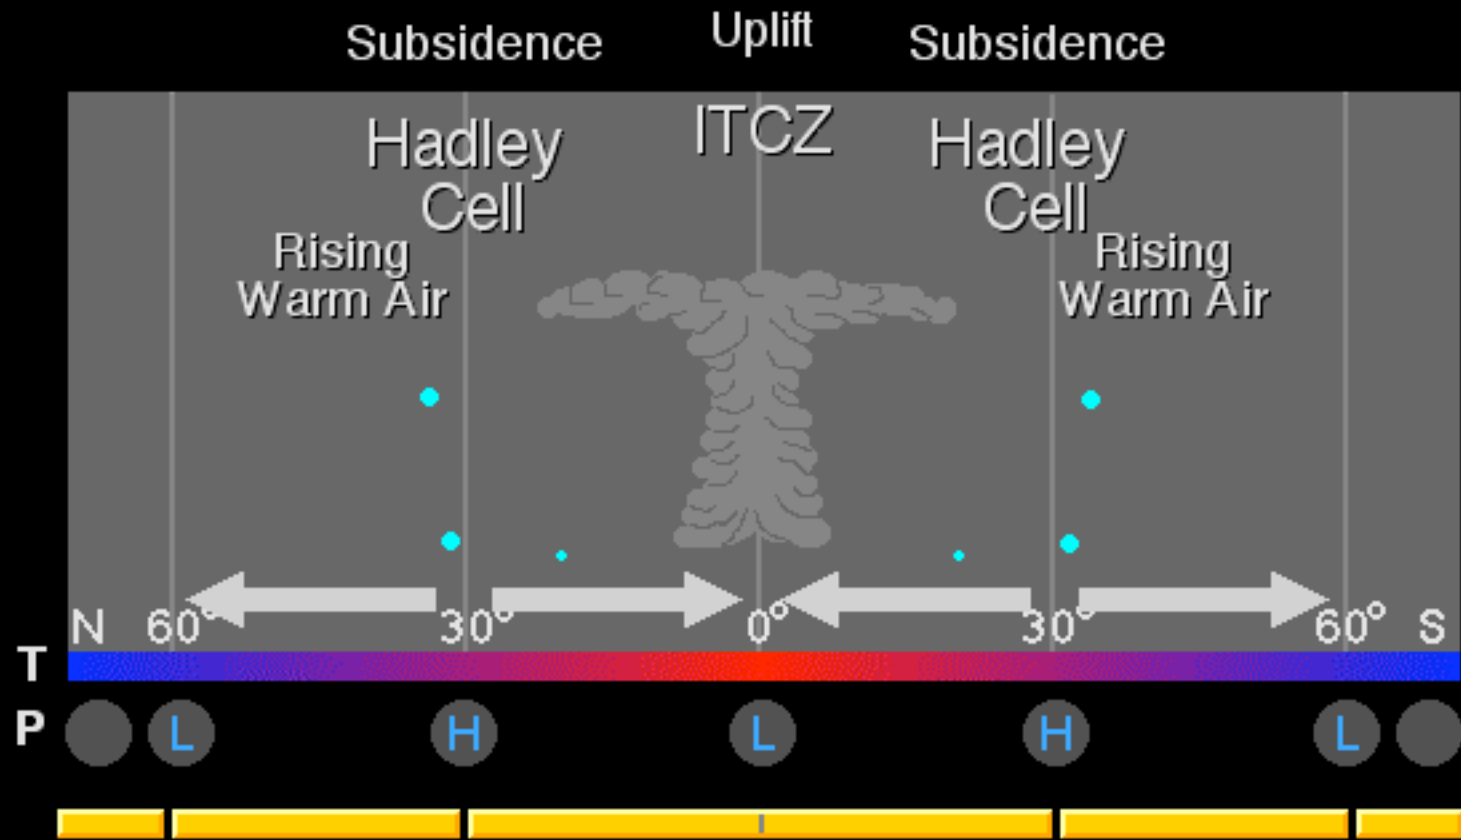 Subsidence Uplift Subsidence
Hadley Cell ITCZ Hadley Cell
Rising Warm Air Rising Warm Air
N 60° 30° 0° 30° 60° S
T
P L H L H L